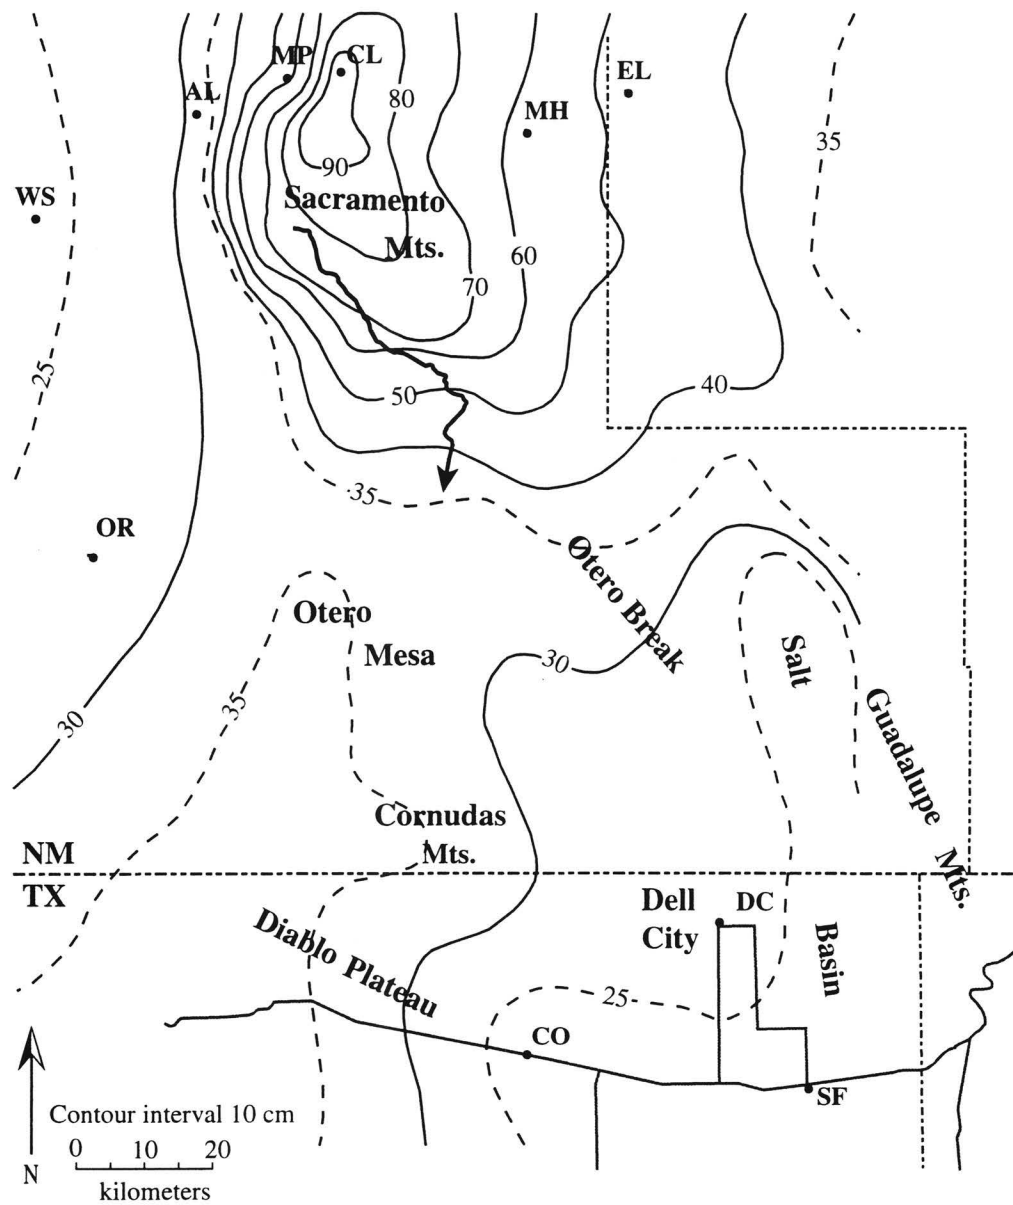 MP
CL
EL
AL
80
MH
35
90
WS
Sacramento
Mts.
60
70
25
40
50
35
OR
Otero Break
Otero
Mesa
30
Salt
35
30
Guadalupe Mts.
Cornudas
Mts.
NM
TX
Dell
City
DC
Diablo Plateau
Basin
25
CO
SF
Contour interval 10 cm
0 10 20
kilometers
N